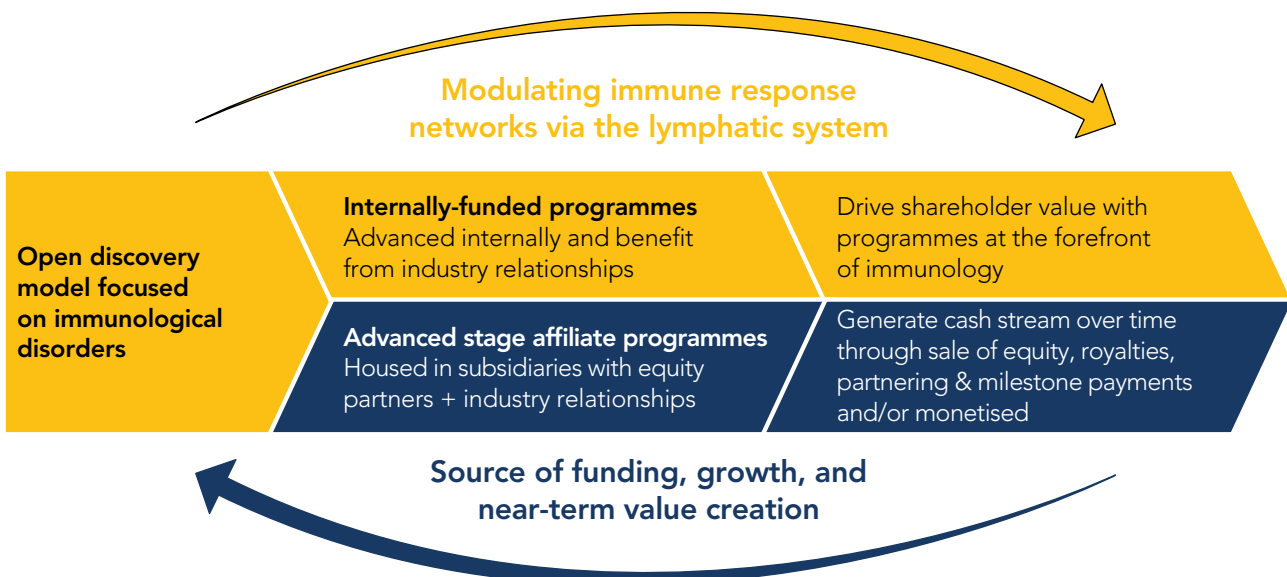 Modulating immune response
networks via the lymphatic system
Open discovery
model focused
on immunological
disorders
Internally-funded programmes
Advanced internally and benefit
from industry relationships
Drive shareholder value with
programmes at the forefront
of immunology
Advanced stage affiliate programmes
Housed in subsidiaries with equity
partners + industry relationships
Generate cash stream over time
through sale of equity, royalties,
partnering & milestone payments
and/or monetised
Source of funding, growth, and
near-term value creation